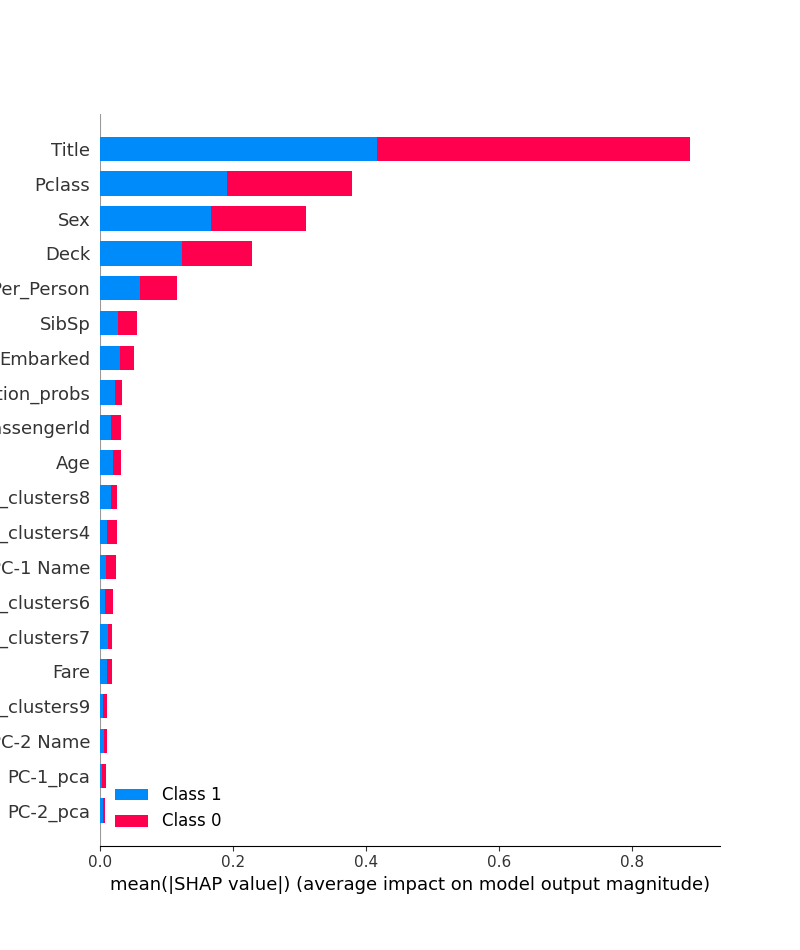 Title
Pclass
Sex
Deck
Per_Person
SibSp
Embarked
tion_probs
assengerId
Age
_clusters8
_clusters4
PC-1 Name
_clusters6
_clusters7
Fare
_clusters9
PC-2 Name
PC-1_pca
PC-2_pca
Class 1
Class 0
0.0 0.2 0.4 0.6 0.8
mean(|SHAP value|) (average impact on model output magnitude)